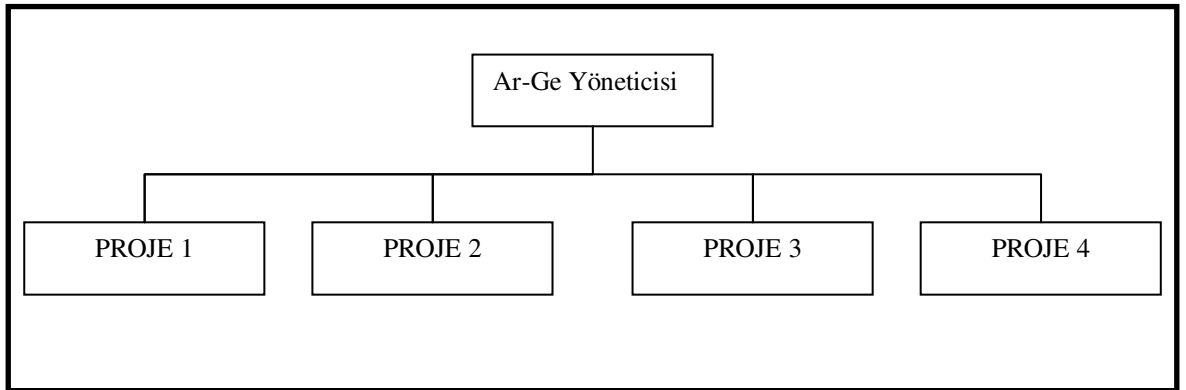 Ar-Ge Yöneticisi
PROJE 1
PROJE 2
PROJE 3
PROJE 4